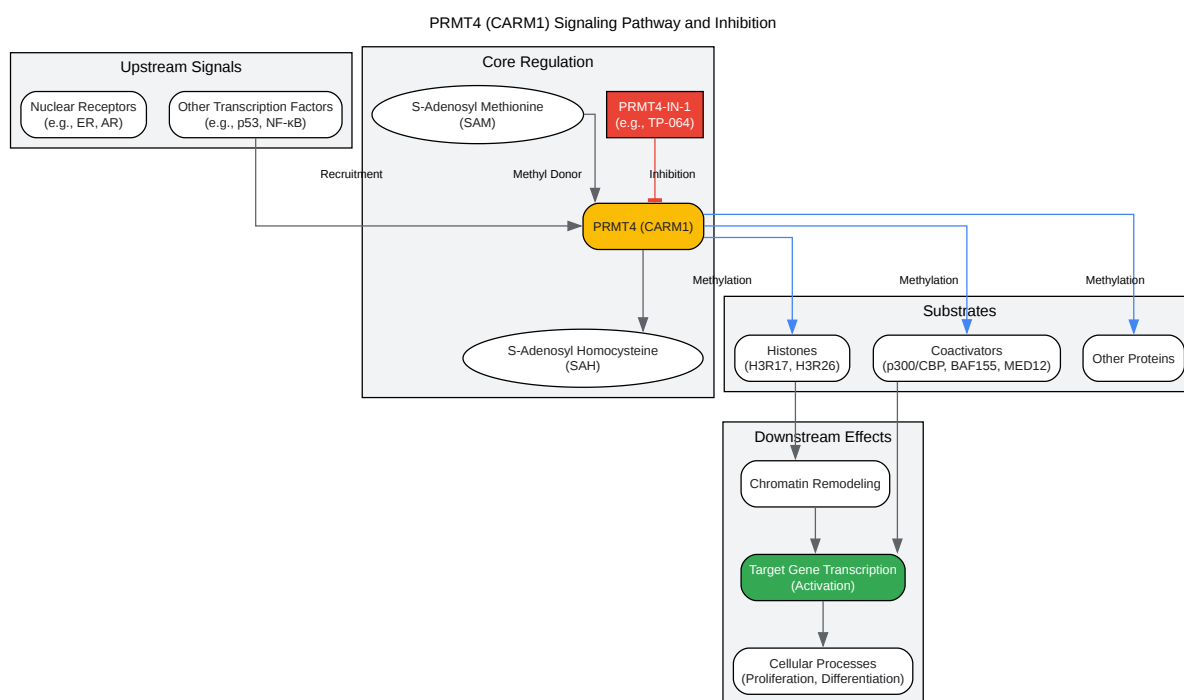 PRMT4 (CARM1) Signaling Pathway and Inhibition
Upstream Signals
Nuclear Receptors
(e.g., ER, AR)
Other Transcription Factors
(e.g., p53, NF-κB)
Core Regulation
S-Adenosyl Methionine
(SAM)
PRMT4-IN-1
(e.g., TP-064)
Recruitment
Methyl Donor
Inhibition
PRMT4 (CARM1)
Methylation
Methylation
Methylation
S-Adenosyl Homocysteine
(SAH)
Substrates
Histones
(H3R17, H3R26)
Coactivators
(p300/CBP, BAF155, MED12)
Other Proteins
Downstream Effects
Chromatin Remodeling
Target Gene Transcription
(Activation)
Cellular Processes
(Proliferation, Differentiation)